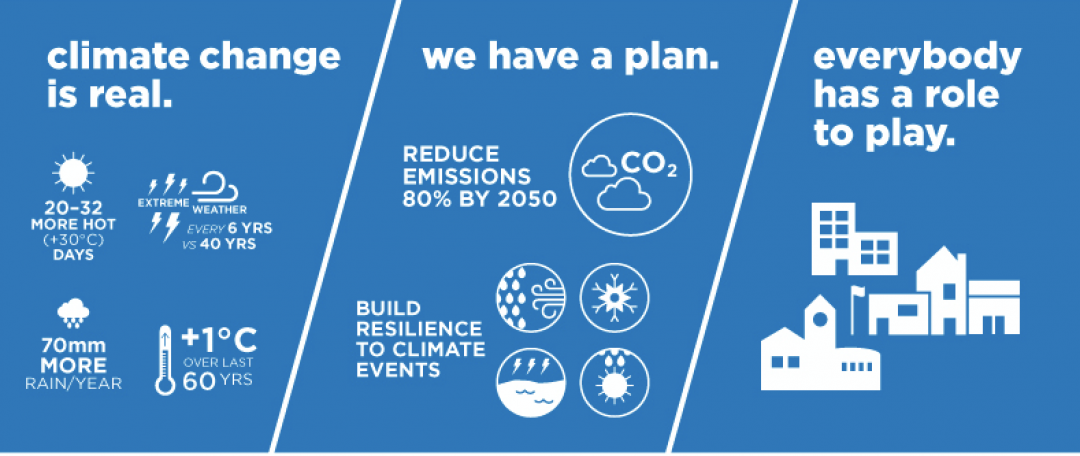 climate change
is real.
20–32
MORE HOT
(+30°C)
DAYS
EXTREME
WEATHER
EVERY 6 YRS
VS 40 YRS
70mm
MORE
RAIN/YEAR
+1°C
OVER LAST
60 YRS
we have a plan.
REDUCE
EMISSIONS
80% BY 2050
CO₂
BUILD
RESILIENCE
TO CLIMATE
EVENTS
everybody
has a role
to play.